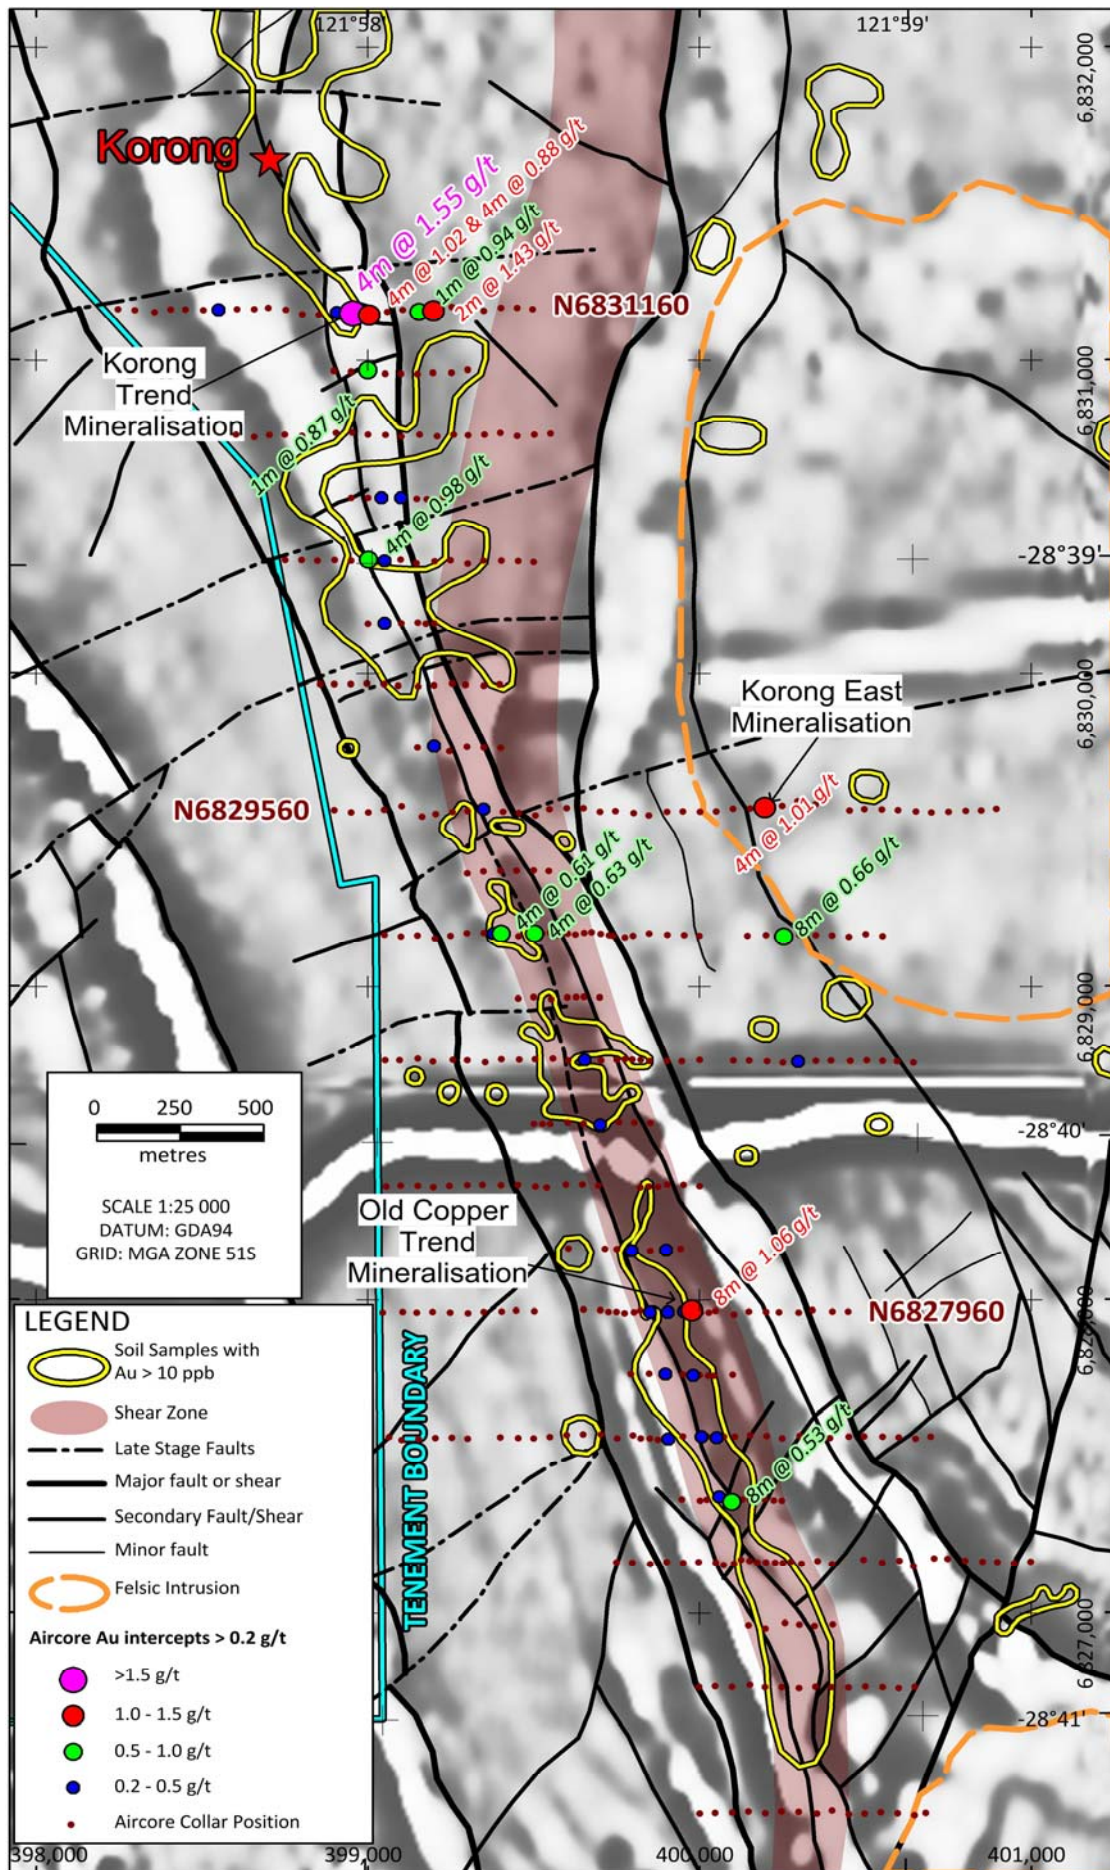 121°58'
121°59'
6,832,000
Korong
4m @ 1.55 g/t
4m @ 1.02 & 4m @ 0.88 g/t
1m @ 0.94 g/t
2m @ 1.43 g/t
N6831160
Korong
Trend
Mineralisation
6,831,000
1m @ 0.87 g/t
4m @ 0.98 g/t
-28°39'
6,830,000
Korong East
Mineralisation
N6829560
4m @ 1.01 g/t
4m @ 0.61 g/t
4m @ 0.63 g/t
8m @ 0.66 g/t
6,829,000
0 250 500
metres
SCALE 1:25 000
DATUM: GDA94
GRID: MGA ZONE 51S
-28°40'
Old Copper
Trend
Mineralisation
8m @ 1.06 g/t
N6827960
6,828,000
TENEMENT BOUNDARY
8m @ 0.53 g/t
6,827,000
-28°41'
LEGEND
Soil Samples with
Au > 10 ppb
Shear Zone
Late Stage Faults
Major fault or shear
Secondary Fault/Shear
Minor fault
Felsic Intrusion
Aircore Au intercepts > 0.2 g/t
>1.5 g/t
1.0 - 1.5 g/t
0.5 - 1.0 g/t
0.2 - 0.5 g/t
Aircore Collar Position
398,000
399,000
400,000
401,000